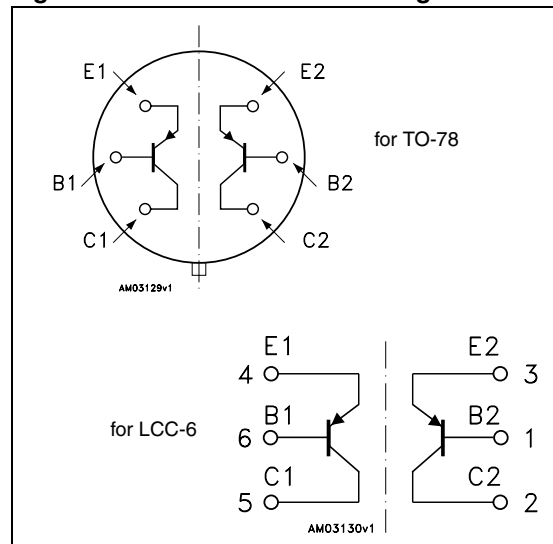 E1 E2
for TO-78
B1 B2
C1 C2
AM03129v1
E1 E2
4 3
B1 B2
for LCC-6
6 1
C1 C2
5 2
AM03130v1